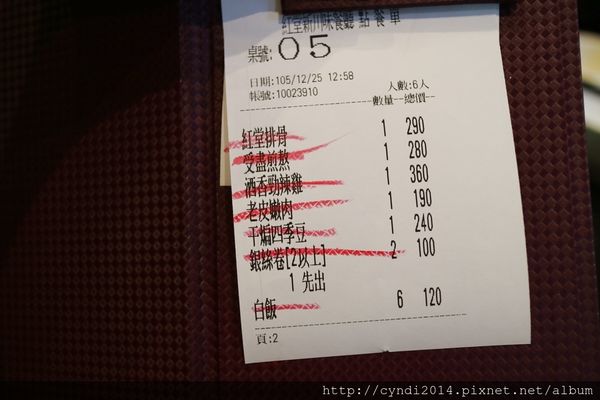 紅堂新川味餐廳 點 餐 單
桌號: 05
日期:105/12/25 12:58 人數:6人
帳號:10023910 數量--總價--
紅堂排骨 1 290
受盡煎熬 1 280
酒香勁辣雞 1 360
老皮嫩肉 1 190
干煸四季豆 1 240
銀絲卷[2以上] 2 100
1 先出
白飯 6 120
頁:2
http://cyndi2014.pixnet.net/album